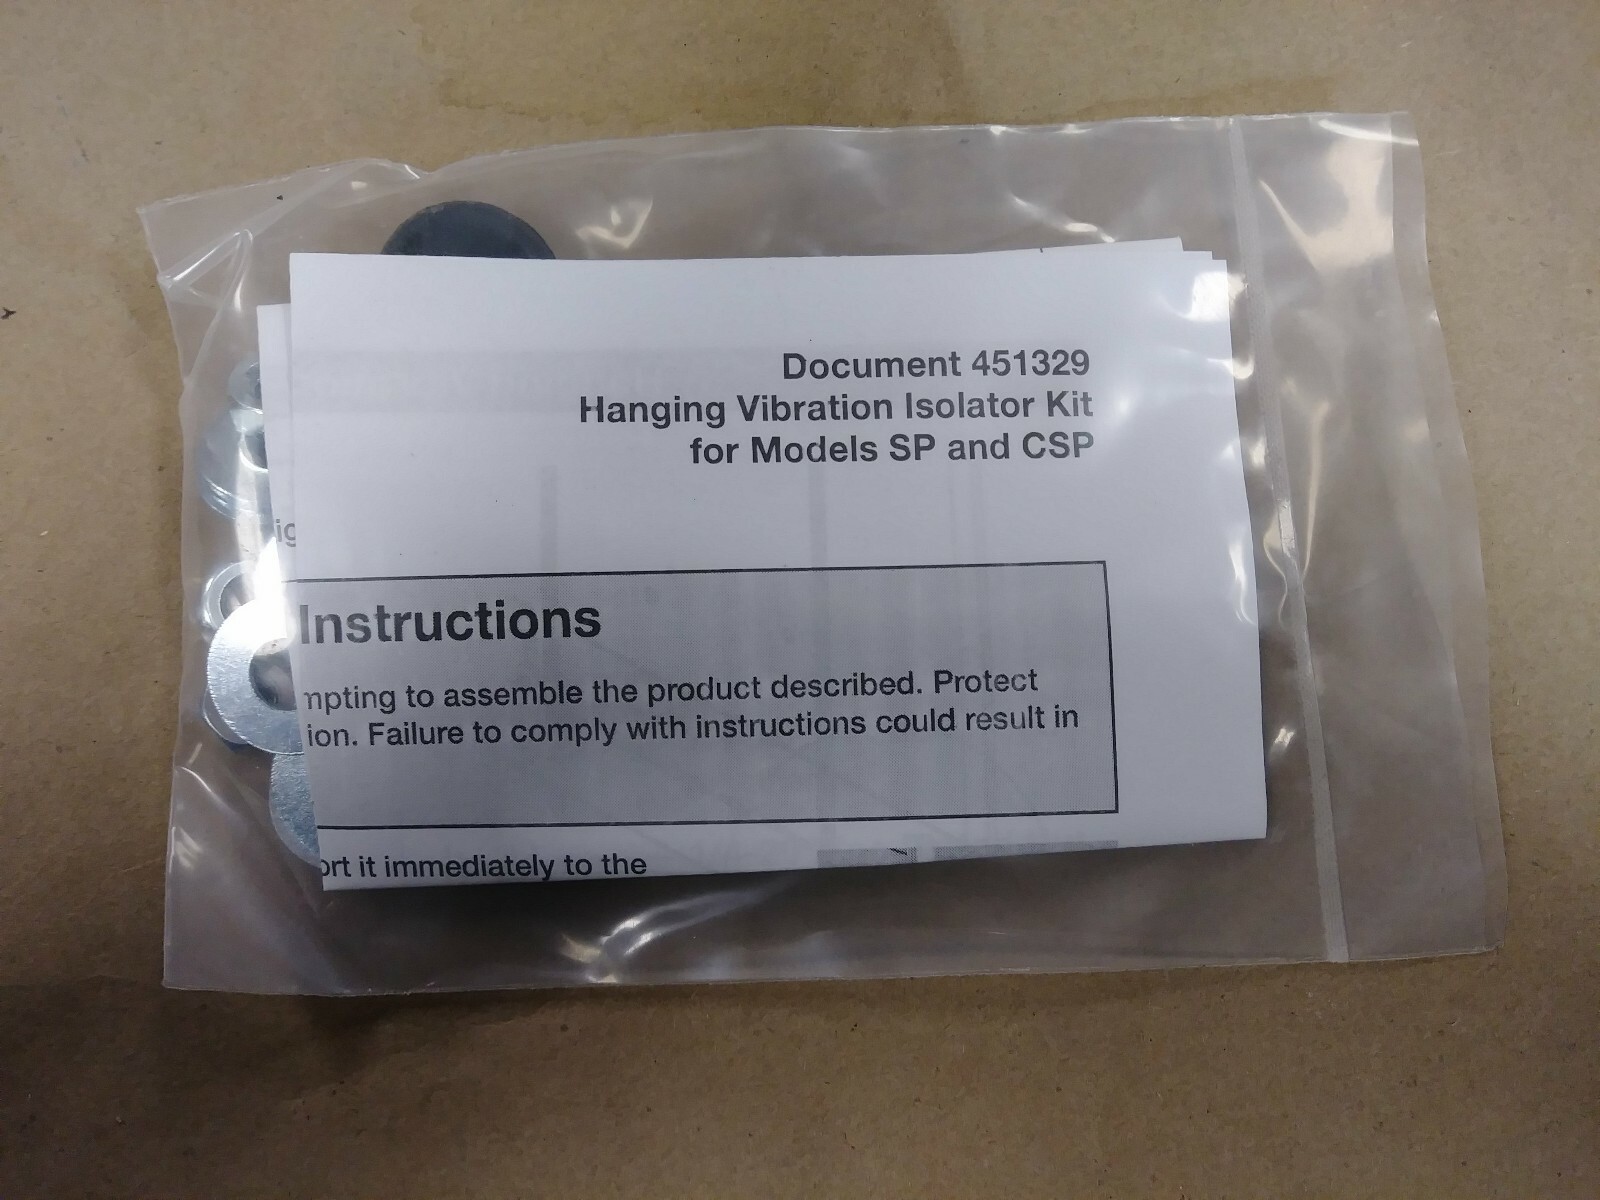 Document 451329
Hanging Vibration Isolator Kit
for Models SP and CSP
ig
Instructions
mpting to assemble the product described. Protect
ion. Failure to comply with instructions could result in
ort it immediately to the